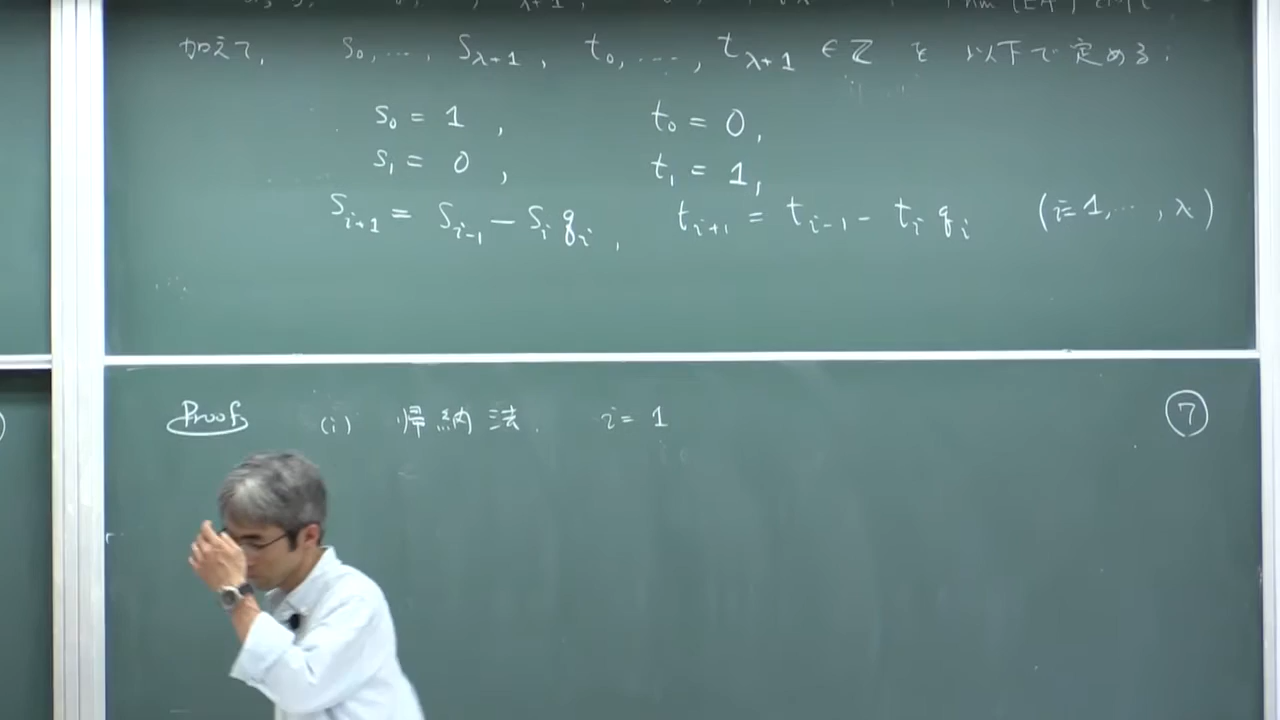 加えて, s₀, …, s_{λ+1}, t₀, …, t_{λ+1} ∈ ℤ を 以下で定める:
s₀ = 1, t₀ = 0,
s₁ = 0, t₁ = 1,
s_{i+1} = s_{i-1} - s_i q_i, t_{i+1} = t_{i-1} - t_i q_i (i=1, …, λ)
Proof. (i) 帰納法. i = 1
⑦